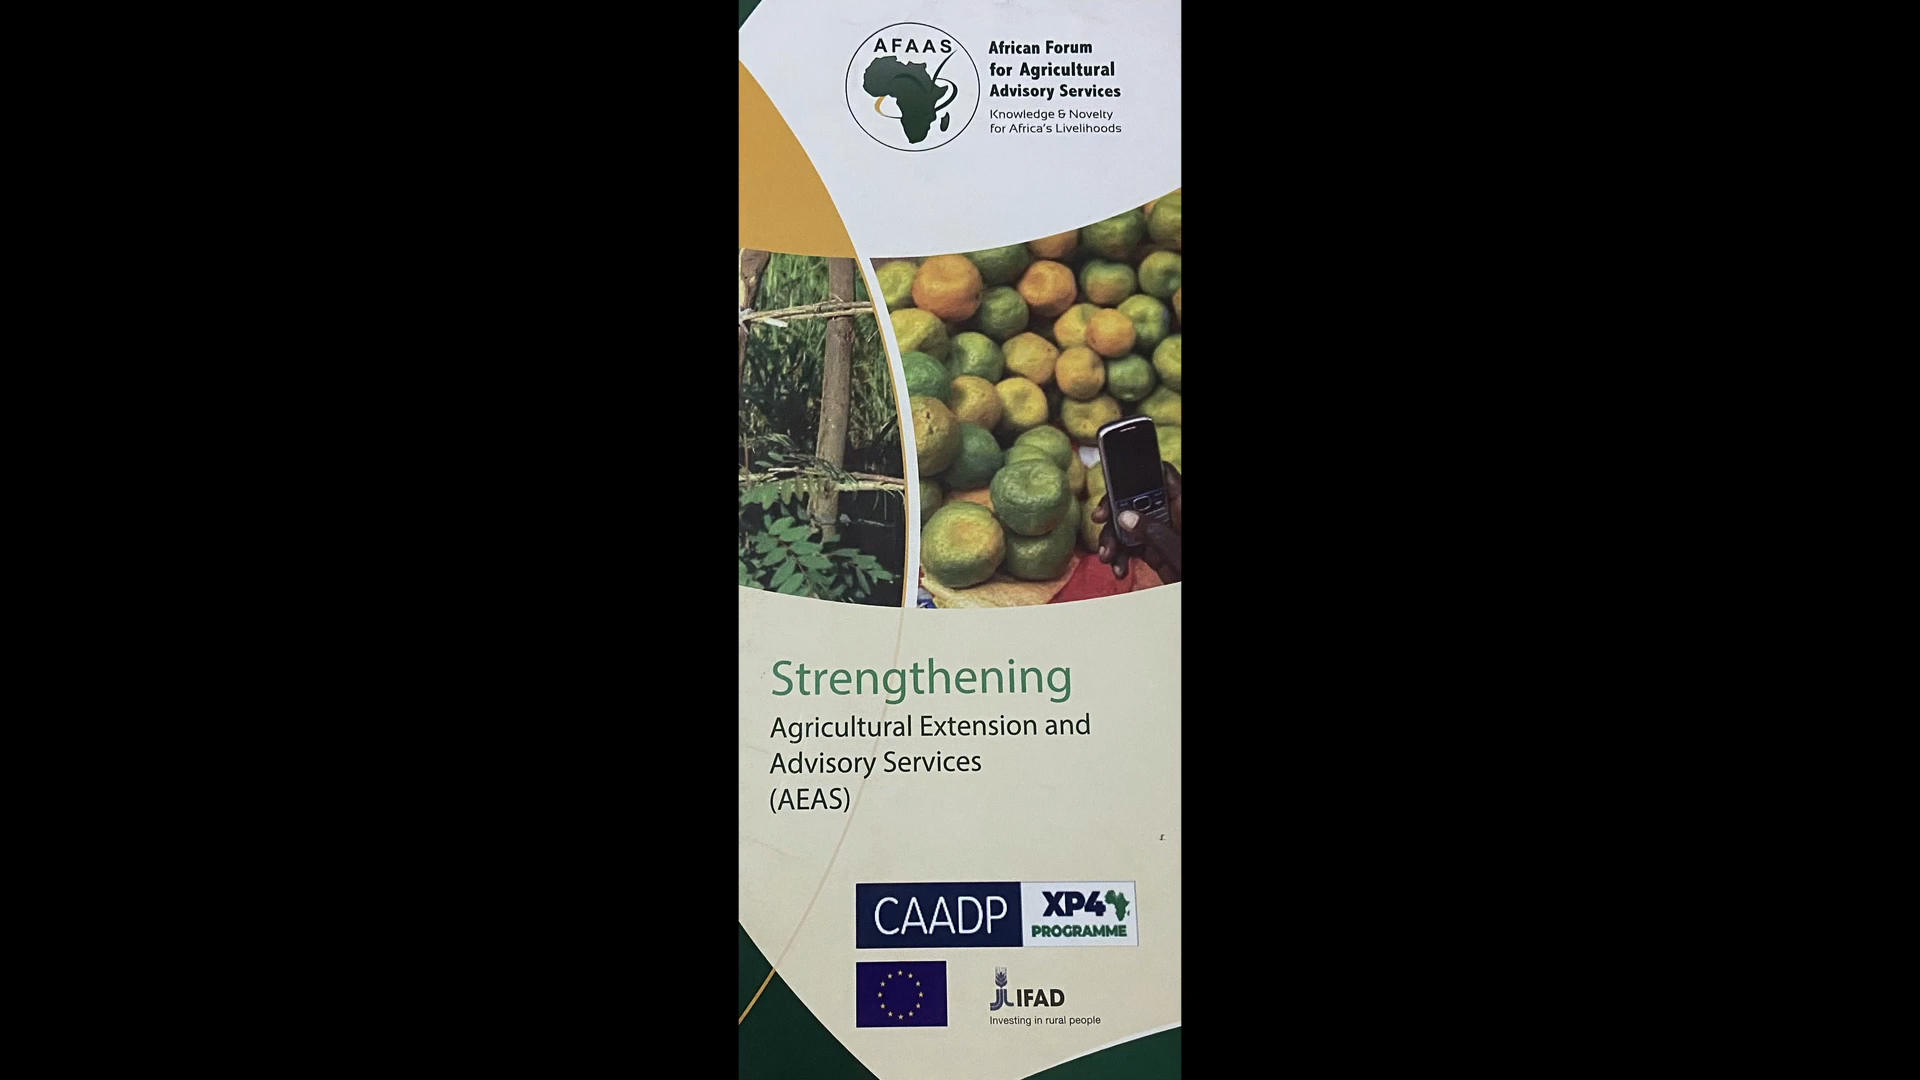 AFAAS
African Forum
for Agricultural
Advisory Services
Knowledge & Novelty
for Africa's Livelihoods
Strengthening
Agricultural Extension and
Advisory Services
(AEAS)
CAADP
XP4
PROGRAMME
IFAD
Investing in rural people